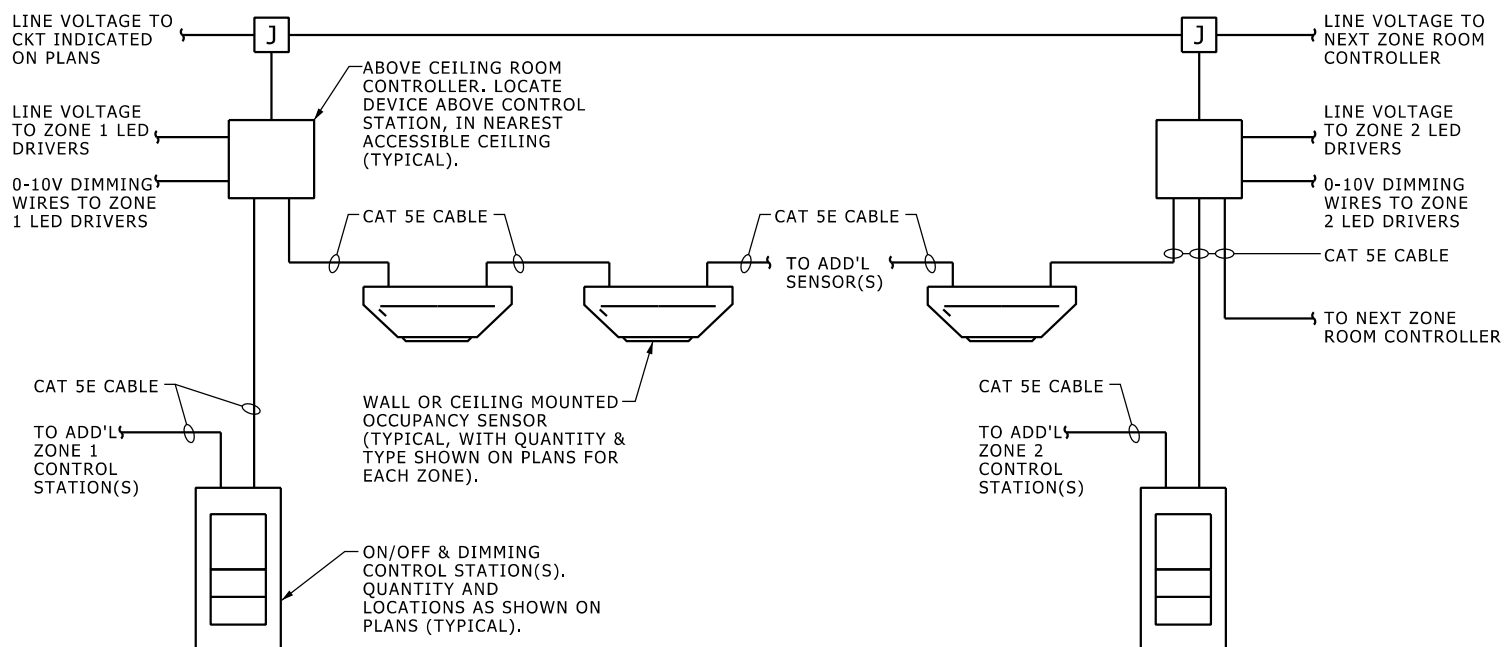 LINE VOLTAGE TO
CKT INDICATED
ON PLANS
J
J
LINE VOLTAGE TO
NEXT ZONE ROOM
CONTROLLER
ABOVE CEILING ROOM
CONTROLLER. LOCATE
DEVICE ABOVE CONTROL
STATION, IN NEAREST
ACCESSIBLE CEILING
(TYPICAL).
LINE VOLTAGE
TO ZONE 1 LED
DRIVERS
0-10V DIMMING
WIRES TO ZONE
1 LED DRIVERS
LINE VOLTAGE
TO ZONE 2 LED
DRIVERS
0-10V DIMMING
WIRES TO ZONE
2 LED DRIVERS
CAT 5E CABLE
CAT 5E CABLE
CAT 5E CABLE
TO ADD'L
SENSOR(S)
TO NEXT ZONE
ROOM CONTROLLER
CAT 5E CABLE
TO ADD'L
ZONE 1
CONTROL
STATION(S)
WALL OR CEILING MOUNTED
OCCUPANCY SENSOR
(TYPICAL, WITH QUANTITY &
TYPE SHOWN ON PLANS FOR
EACH ZONE).
CAT 5E CABLE
TO ADD'L
ZONE 2
CONTROL
STATION(S)
ON/OFF & DIMMING
CONTROL STATION(S).
QUANTITY AND
LOCATIONS AS SHOWN ON
PLANS (TYPICAL).